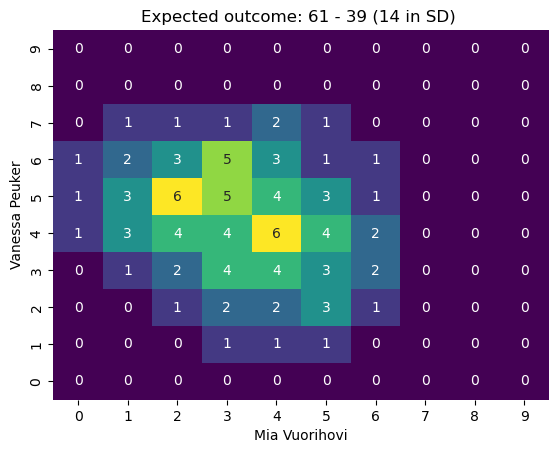 Expected outcome: 61 - 39 (14 in SD)
Vanessa Peuker
9 0 0 0 0 0 0 0 0 0 0
8 0 0 0 0 0 0 0 0 0 0
7 0 1 1 1 2 1 0 0 0 0
6 1 2 3 5 3 1 1 0 0 0
5 1 3 6 5 4 3 1 0 0 0
4 1 3 4 4 6 4 2 0 0 0
3 0 1 2 4 4 3 2 0 0 0
2 0 0 1 2 2 3 1 0 0 0
1 0 0 0 1 1 1 0 0 0 0
0 0 0 0 0 0 0 0 0 0 0
0 1 2 3 4 5 6 7 8 9
Mia Vuorihovi